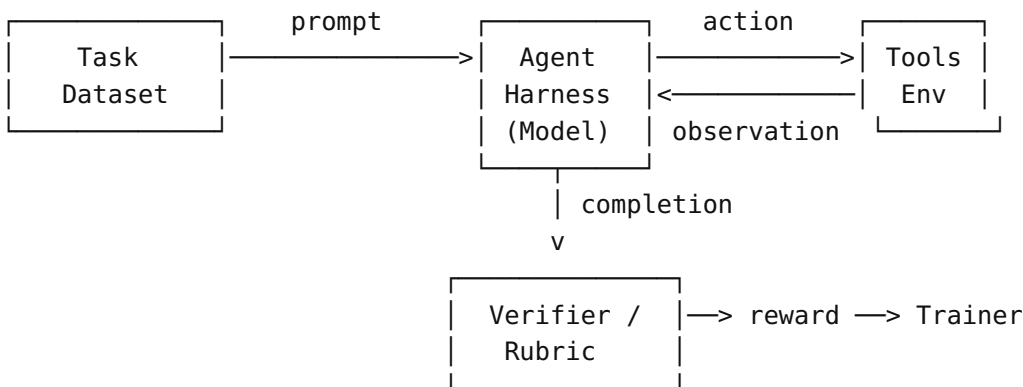 prompt
action
Task
Dataset
Agent
Harness
(Model)
Tools
Env
observation
completion
v
Verifier /
Rubric
reward
Trainer